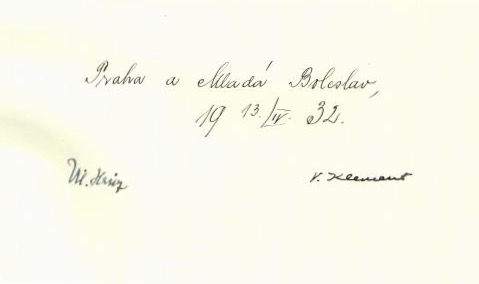 Praha a Mladá Boleslav,
19 13./IV. 32.
V. Klement